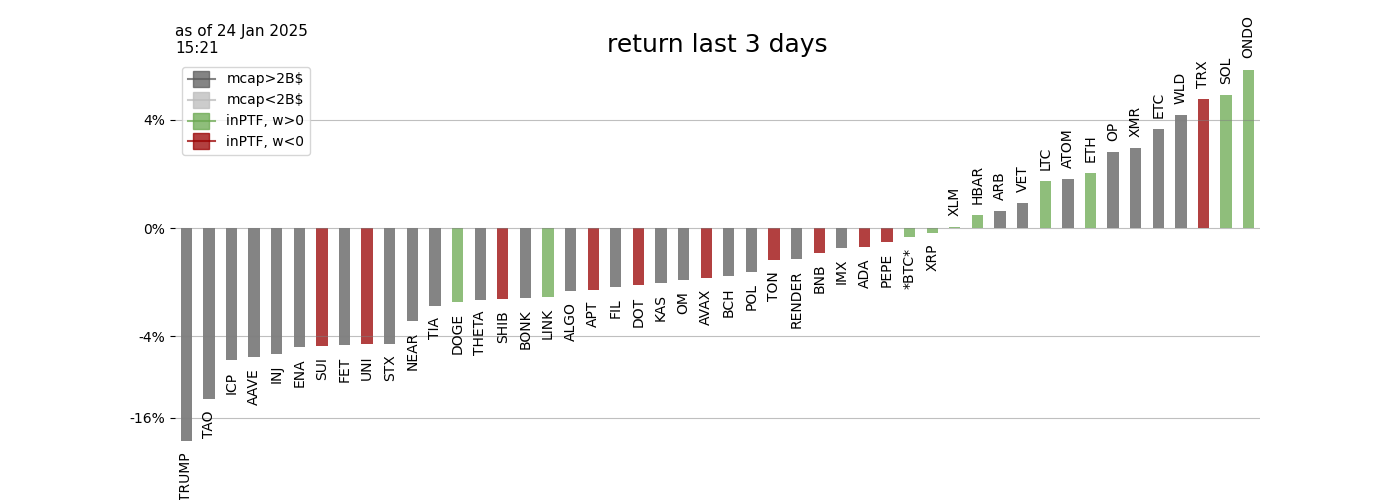 as of 24 Jan 2025
15:21
return last 3 days
mcap>2B$
mcap<2B$
inPTF, w>0
inPTF, w<0
4%
0%
-4%
-16%
TRUMP
TAO
ICP
AAVE
INJ
ENA
SUI
FET
UNI
STX
NEAR
TIA
DOGE
THETA
SHIB
BONK
LINK
ALGO
APT
FIL
DOT
KAS
OM
AVAX
BCH
POL
TON
RENDER
BNB
IMX
ADA
PEPE
*BTC*
XRP
XLM
HBAR
ARB
VET
LTC
ATOM
ETH
OP
XMR
ETC
WLD
TRX
SOL
ONDO